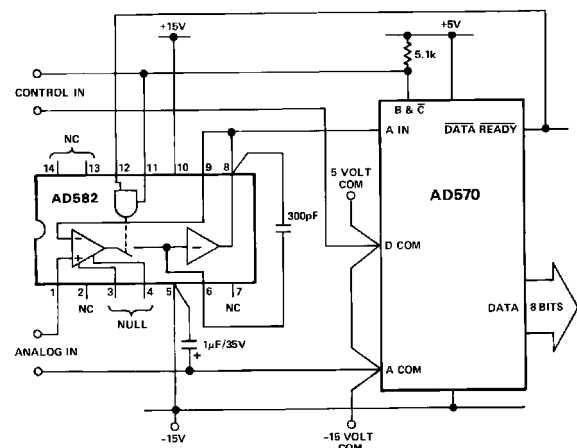 +15V
+5V
5.1k
CONTROL IN
B & C̅
A IN
D̅A̅T̅A̅ R̅E̅A̅D̅Y̅
NC
14 13 12 11 10 9 8
AD582
300pF
5 VOLT
COM
AD570
D COM
DATA
8 BITS
1 2 3 4 5 6 7
NC
NULL
NC
ANALOG IN
1µF/35V
+
A COM
-15V
-15 VOLT
COM